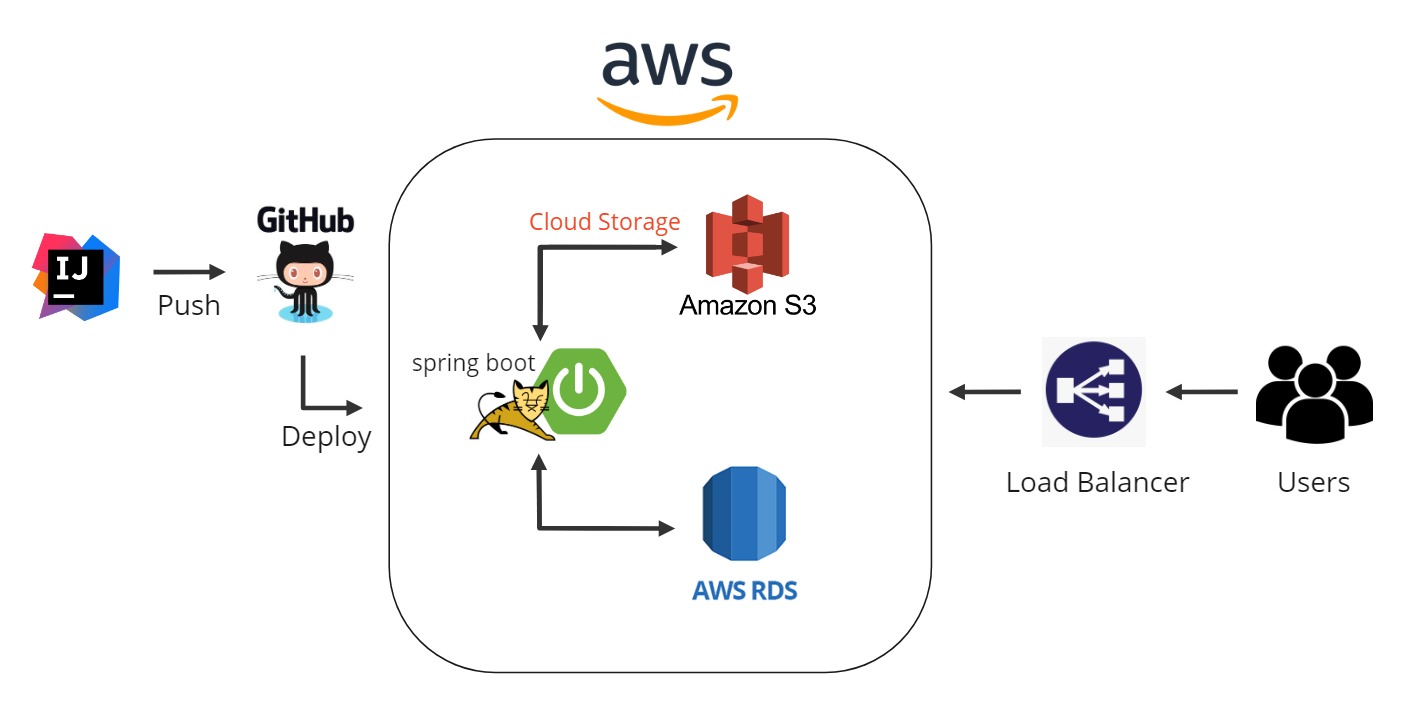 aws
GitHub
IJ
Push
Deploy
Cloud Storage
Amazon S3
spring boot
AWS RDS
Load Balancer
Users